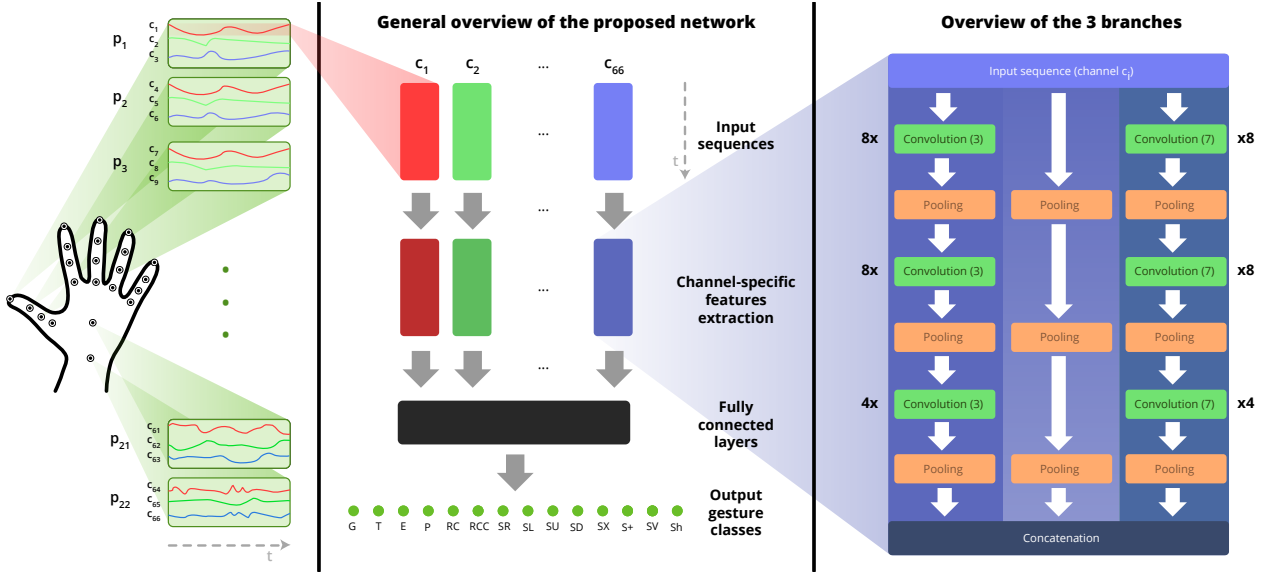 General overview of the proposed network
Overview of the 3 branches
p1
c1
c2
c3
p2
c4
c5
c6
p3
c7
c8
c9
p21
c61
c62
c63
p22
c64
c65
c66
t
C1
C2
...
C66
...
Input
sequences
t
...
...
Channel-specific
features
extraction
...
Fully
connected
layers
Output
gesture
classes
G T E P RC RCC SR SL SU SD SX S+ SV Sh
Input sequence (channel ci)
8x
Convolution (3)
Convolution (7)
x8
Pooling
Pooling
Pooling
8x
Convolution (3)
Convolution (7)
x8
Pooling
Pooling
Pooling
4x
Convolution (3)
Convolution (7)
x4
Pooling
Pooling
Pooling
Concatenation